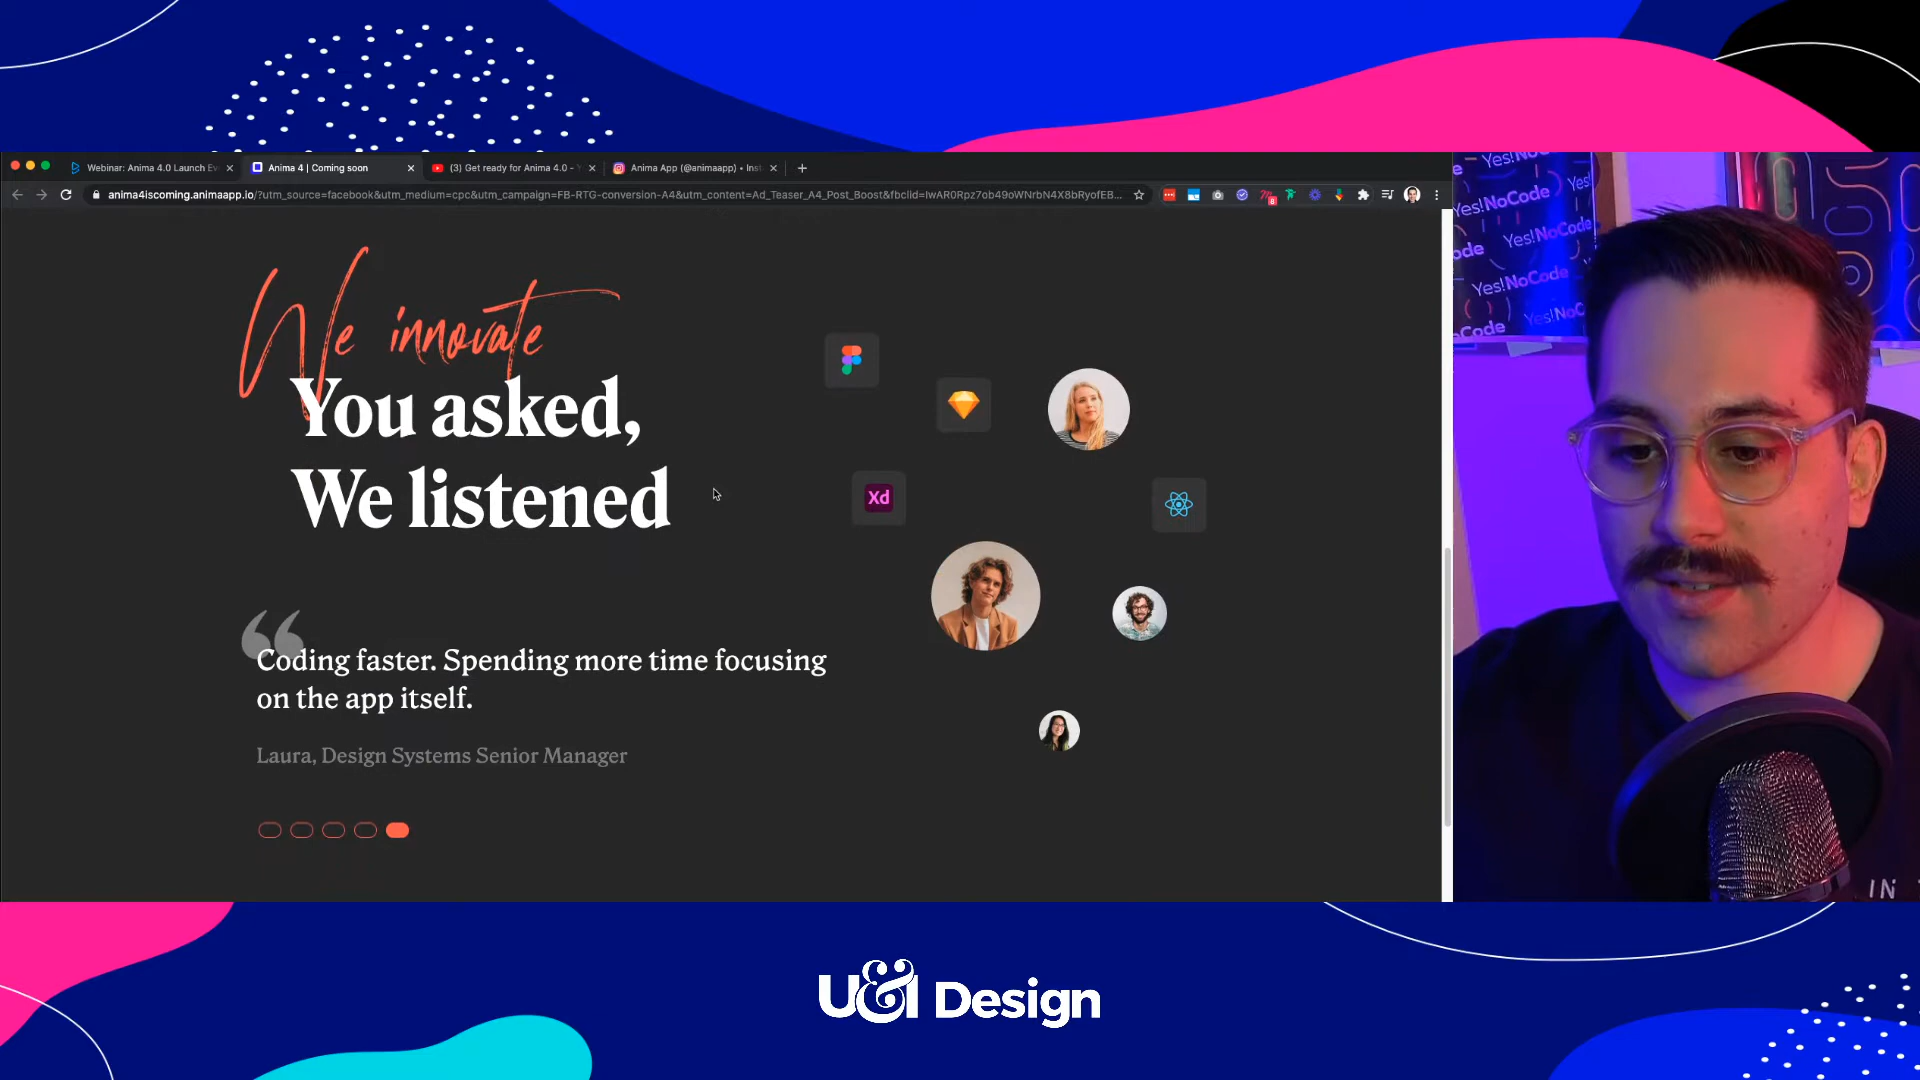 Webinar: Anima 4.0 Launch Ev
Anima 4 | Coming soon
(3) Get ready for Anima 4.0 -
Anima App (@animaapp) • Inst
anima4iscoming.animaapp.io/?utm_source=facebook&utm_medium=cpc&utm_campaign=FB-RTG-conversion-A4&utm_content=Ad_Teaser_A4_Post_Boost&fbclid=IwAR0Rpz7ob49oWNrbN4X8bRyofEB...
We innovate
You asked,
We listened
Xd
“
Coding faster. Spending more time focusing
on the app itself.
Laura, Design Systems Senior Manager
Yes!NoCode
Yes!NoCode
Yes!NoCode
Code
IN
U&I Design